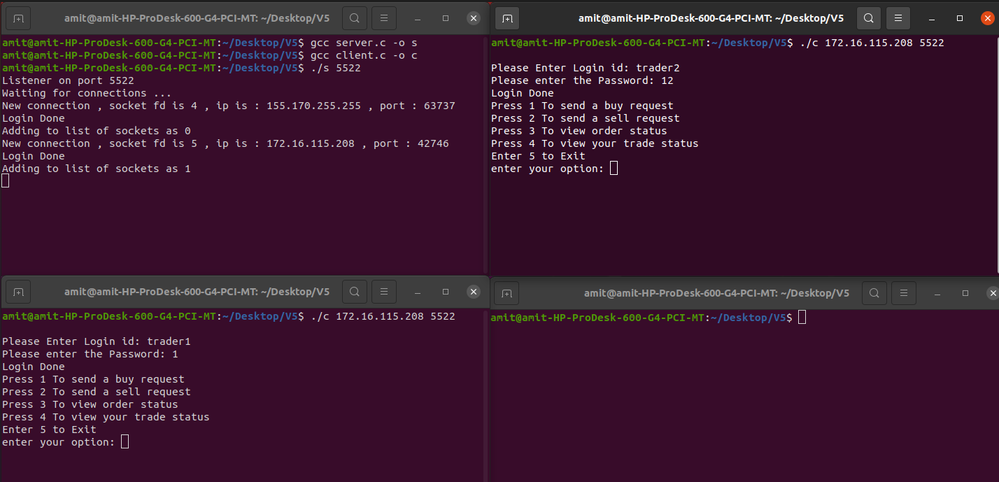 amit@amit-HP-ProDesk-600-G4-PCI-MT: ~/Desktop/V5
amit@amit-HP-ProDesk-600-G4-PCI-MT:~/Desktop/V5$ gcc server.c -o s
amit@amit-HP-ProDesk-600-G4-PCI-MT:~/Desktop/V5$ gcc client.c -o c
amit@amit-HP-ProDesk-600-G4-PCI-MT:~/Desktop/V5$ ./s 5522
Listener on port 5522
Waiting for connections ...
New connection , socket fd is 4 , ip is : 155.170.255.255 , port : 63737
Login Done
Adding to list of sockets as 0
New connection , socket fd is 5 , ip is : 172.16.115.208 , port : 42746
Login Done
Adding to list of sockets as 1
amit@amit-HP-ProDesk-600-G4-PCI-MT: ~/Desktop/V5
amit@amit-HP-ProDesk-600-G4-PCI-MT:~/Desktop/V5$ ./c 172.16.115.208 5522
Please Enter Login id: trader2
Please enter the Password: 12
Login Done
Press 1 To send a buy request
Press 2 To send a sell request
Press 3 To view order status
Press 4 To view your trade status
Enter 5 to Exit
enter your option:
amit@amit-HP-ProDesk-600-G4-PCI-MT: ~/Desktop/V5
amit@amit-HP-ProDesk-600-G4-PCI-MT:~/Desktop/V5$ ./c 172.16.115.208 5522
Please Enter Login id: trader1
Please enter the Password: 1
Login Done
Press 1 To send a buy request
Press 2 To send a sell request
Press 3 To view order status
Press 4 To view your trade status
Enter 5 to Exit
enter your option:
amit@amit-HP-ProDesk-600-G4-PCI-MT: ~/Desktop/V5
amit@amit-HP-ProDesk-600-G4-PCI-MT:~/Desktop/V5$